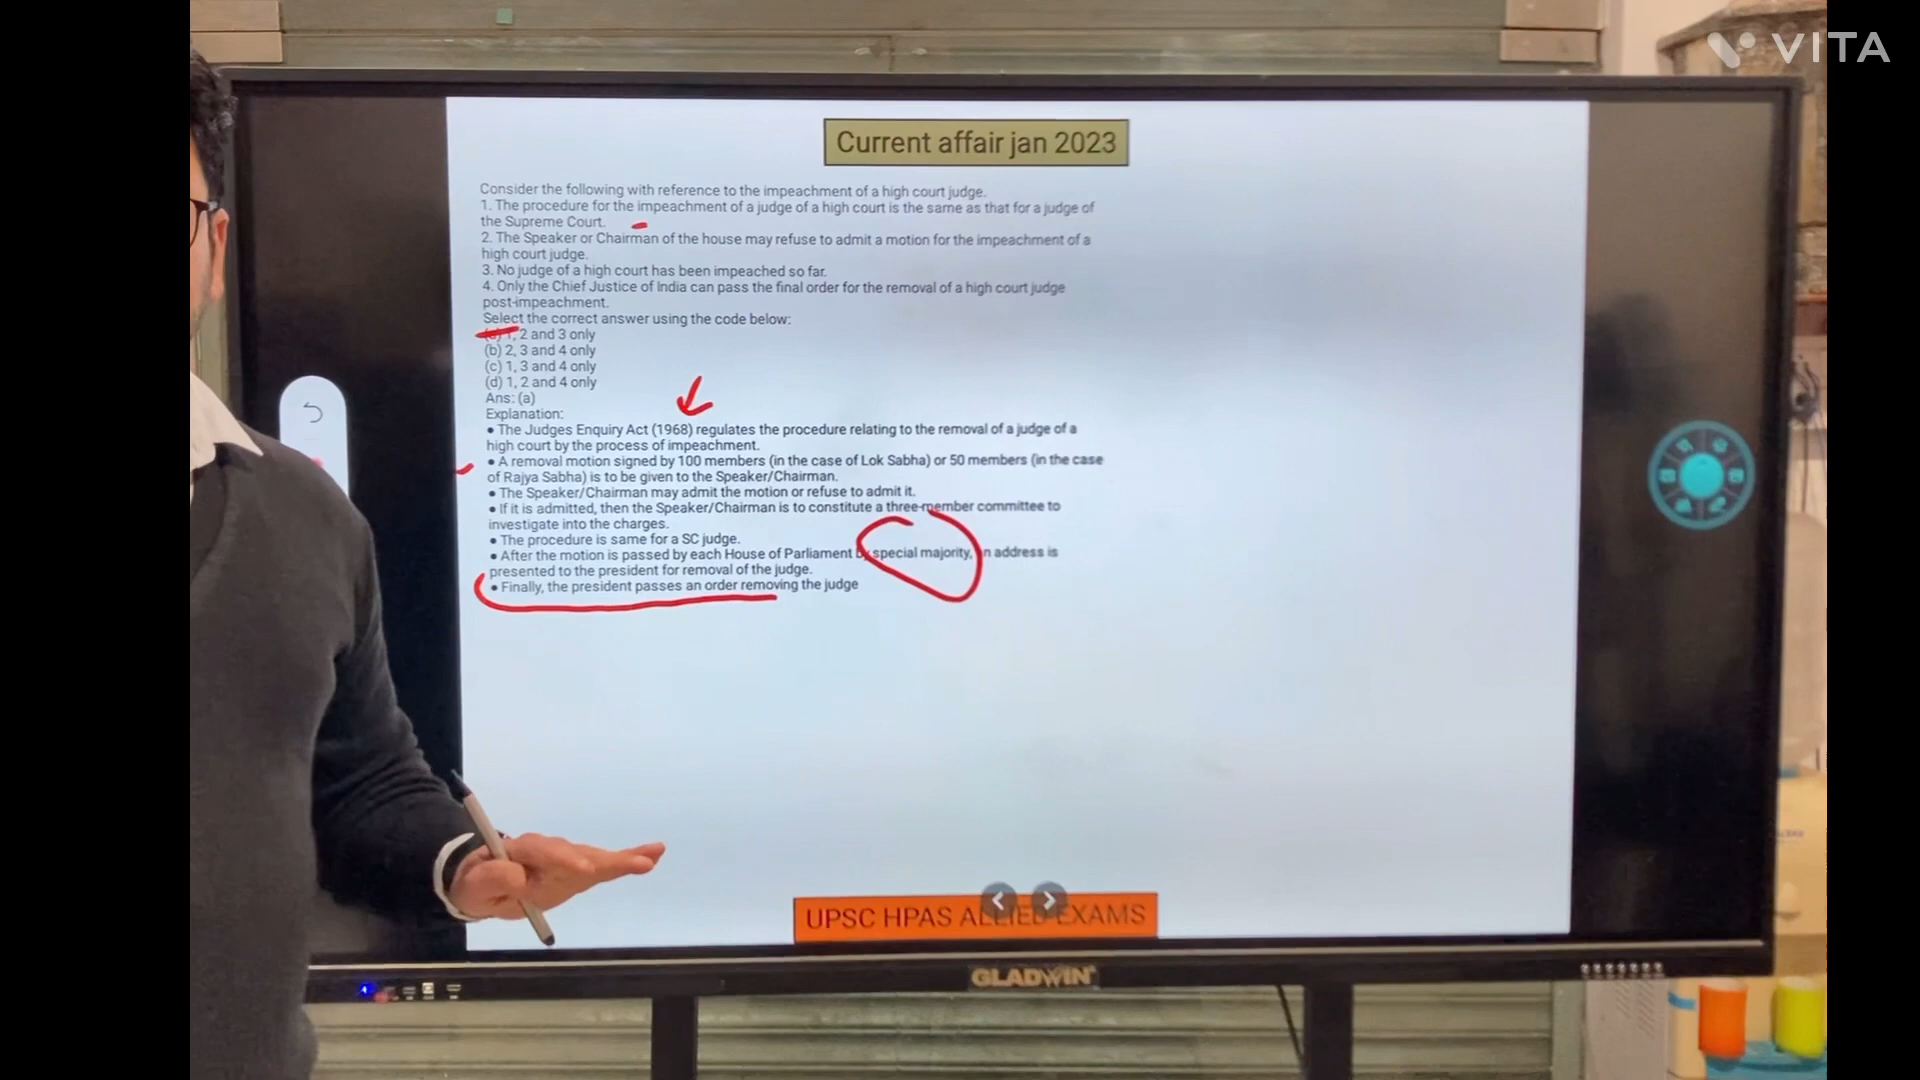 VITA
Current affair jan 2023
Consider the following with reference to the impeachment of a high court judge.
1. The procedure for the impeachment of a judge of a high court is the same as that for a judge of
the Supreme Court.
2. The Speaker or Chairman of the house may refuse to admit a motion for the impeachment of a
high court judge.
3. No judge of a high court has been impeached so far.
4. Only the Chief Justice of India can pass the final order for the removal of a high court judge
post-impeachment.
Select the correct answer using the code below:
(a) 1, 2 and 3 only
(b) 2, 3 and 4 only
(c) 1, 3 and 4 only
(d) 1, 2 and 4 only
Ans: (a)
Explanation:
• The Judges Enquiry Act (1968) regulates the procedure relating to the removal of a judge of a
high court by the process of impeachment.
• A removal motion signed by 100 members (in the case of Lok Sabha) or 50 members (in the case
of Rajya Sabha) is to be given to the Speaker/Chairman.
• The Speaker/Chairman may admit the motion or refuse to admit it.
• If it is admitted, then the Speaker/Chairman is to constitute a three-member committee to
investigate into the charges.
• The procedure is same for a SC judge.
• After the motion is passed by each House of Parliament by special majority, an address is
presented to the president for removal of the judge.
• Finally, the president passes an order removing the judge
UPSC HPAS ALLIED EXAMS
GLADWIN